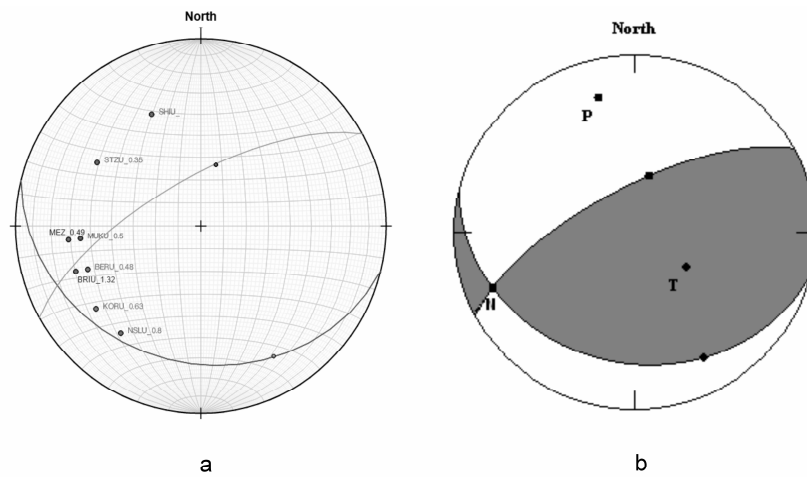 North
SHIU_
STZU_0.35
MEZ_0.49
MUKU_0.5
BERU_0.48
BRIU_1.32
KORU_0.63
NSLU_0.8
a
North
P
T
N
b